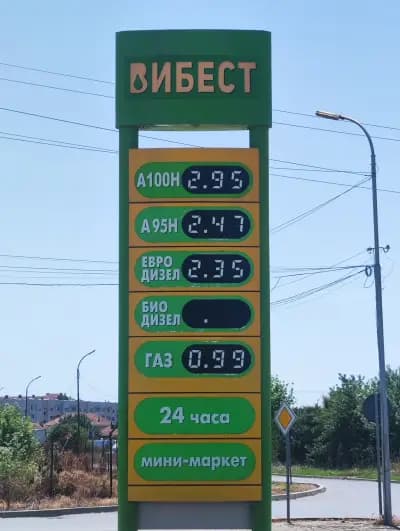 ВИБЕСТ
А100Н 2.95
А95Н 2.47
ЕВРО
ДИЗЕЛ 2.35
БИО
ДИЗЕЛ .
ГАЗ 0.99
24 часа
мини-маркет